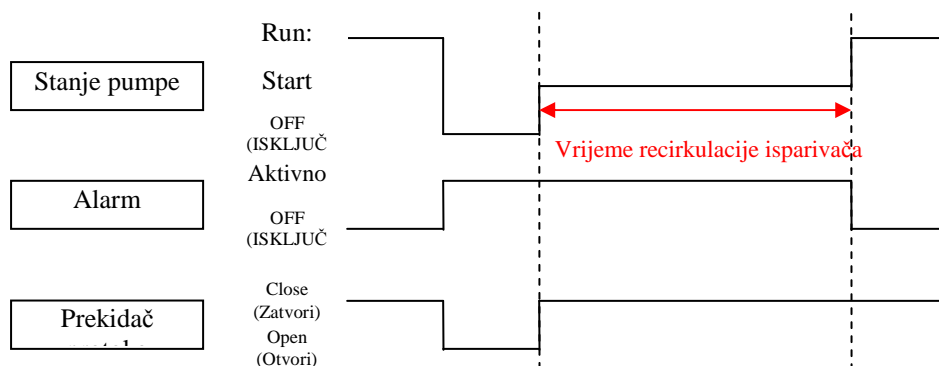 Run:
Stanje pumpe
Start
OFF
(ISKLJUČ
Vrijeme recirkulacije isparivača
Aktivno
Alarm
OFF
(ISKLJUČ
Close
(Zatvori)
Prekidač
Open
(Otvori)